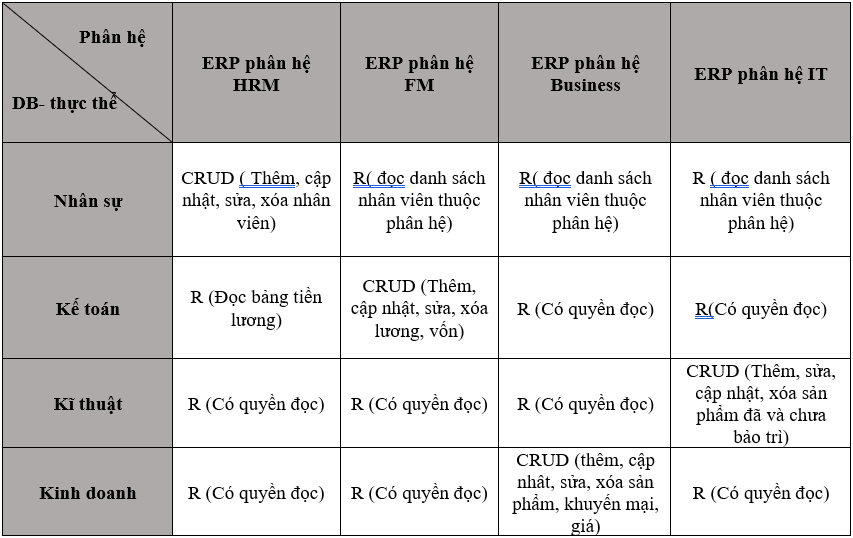 Phân hệ
DB- thực thể
ERP phân hệ
HRM
ERP phân hệ
FM
ERP phân hệ
Business
ERP phân hệ IT
Nhân sự
CRUD ( Thêm, cập
nhật, sửa, xóa nhân
viên)
R( đọc danh sách
nhân viên thuộc
phân hệ)
R( đọc danh sách
nhân viên thuộc
phân hệ)
R ( đọc danh sách
nhân viên thuộc
phân hệ)
Kế toán
R (Đọc bảng tiền
lương)
CRUD (Thêm,
cập nhật, sửa, xóa
lương, vốn)
R (Có quyền đọc)
R(Có quyền đọc)
Kĩ thuật
R (Có quyền đọc)
R (Có quyền đọc)
R (Có quyền đọc)
CRUD (Thêm, sửa,
cập nhật, xóa sản
phẩm đã và chưa
bảo trì)
Kinh doanh
R (Có quyền đọc)
R (Có quyền đọc)
CRUD (thêm, cập
nhât, sửa, xóa sản
phẩm, khuyến mại,
giá)
R (Có quyền đọc)